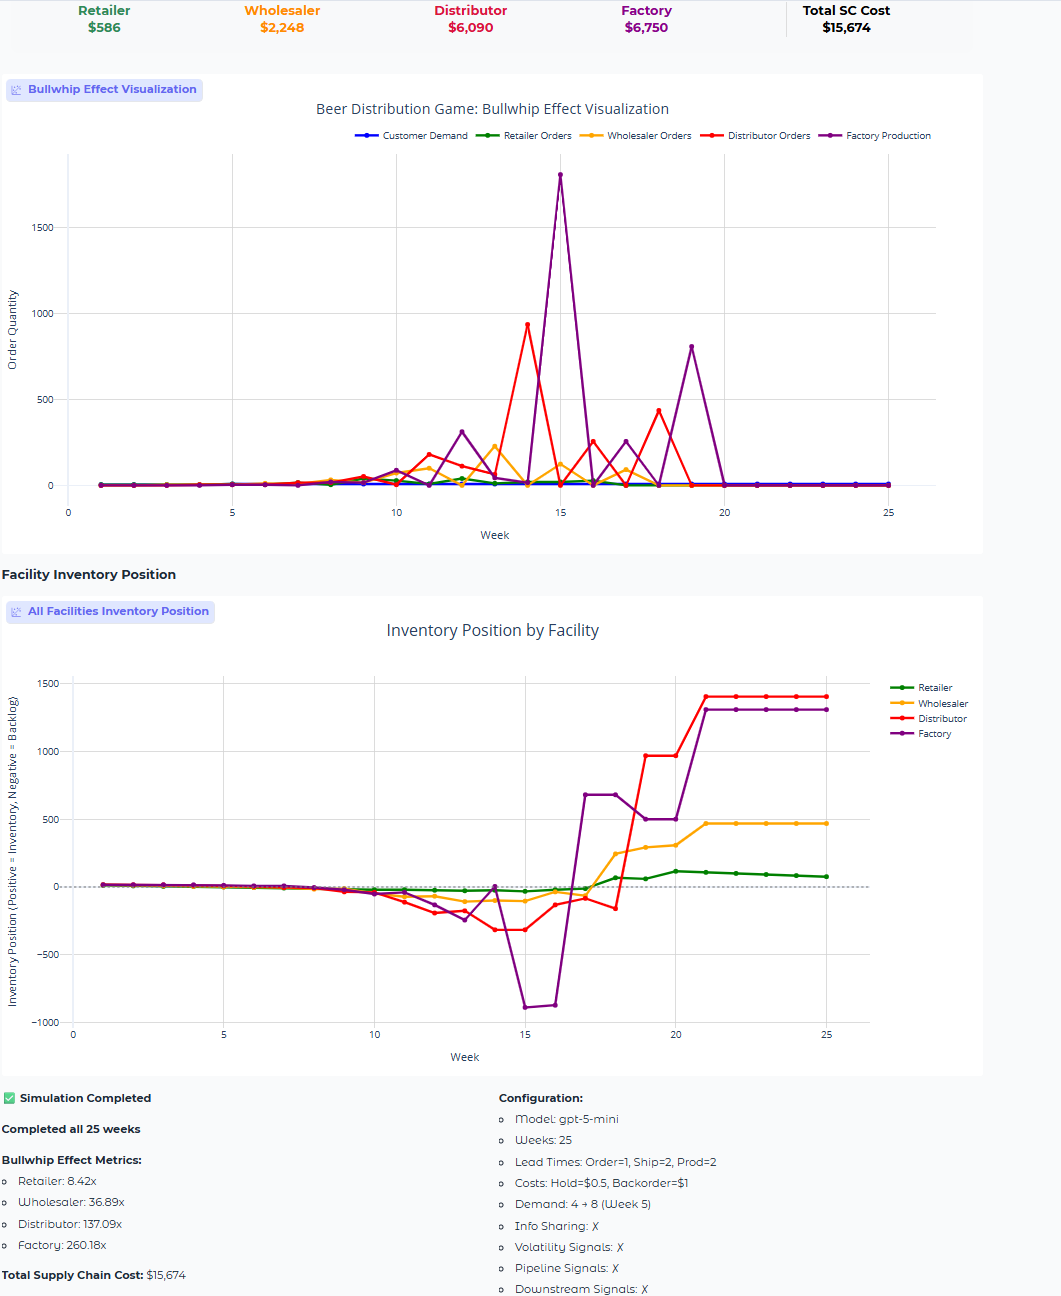 Retailer Wholesaler Distributor Factory Total SC Cost
$586 $2,248 $6,090 $6,750 $15,674
Bullwhip Effect Visualization
Beer Distribution Game: Bullwhip Effect Visualization
Customer Demand Retailer Orders Wholesaler Orders Distributor Orders Factory Production
1500
1000
500
0
Order Quantity
0 5 10 15 20 25
Week
Facility Inventory Position
All Facilities Inventory Position
Inventory Position by Facility
Retailer
Wholesaler
Distributor
Factory
1500
1000
500
0
−500
−1000
Inventory Position (Positive = Inventory, Negative = Backlog)
0 5 10 15 20 25
Week
✅ Simulation Completed
Completed all 25 weeks
Bullwhip Effect Metrics:
Retailer: 8.42x
Wholesaler: 36.89x
Distributor: 137.09x
Factory: 260.18x
Total Supply Chain Cost: $15,674
Configuration:
Model: gpt-5-mini
Weeks: 25
Lead Times: Order=1, Ship=2, Prod=2
Costs: Hold=$0.5, Backorder=$1
Demand: 4 → 8 (Week 5)
Info Sharing: ✗
Volatility Signals: ✗
Pipeline Signals: ✗
Downstream Signals: ✗